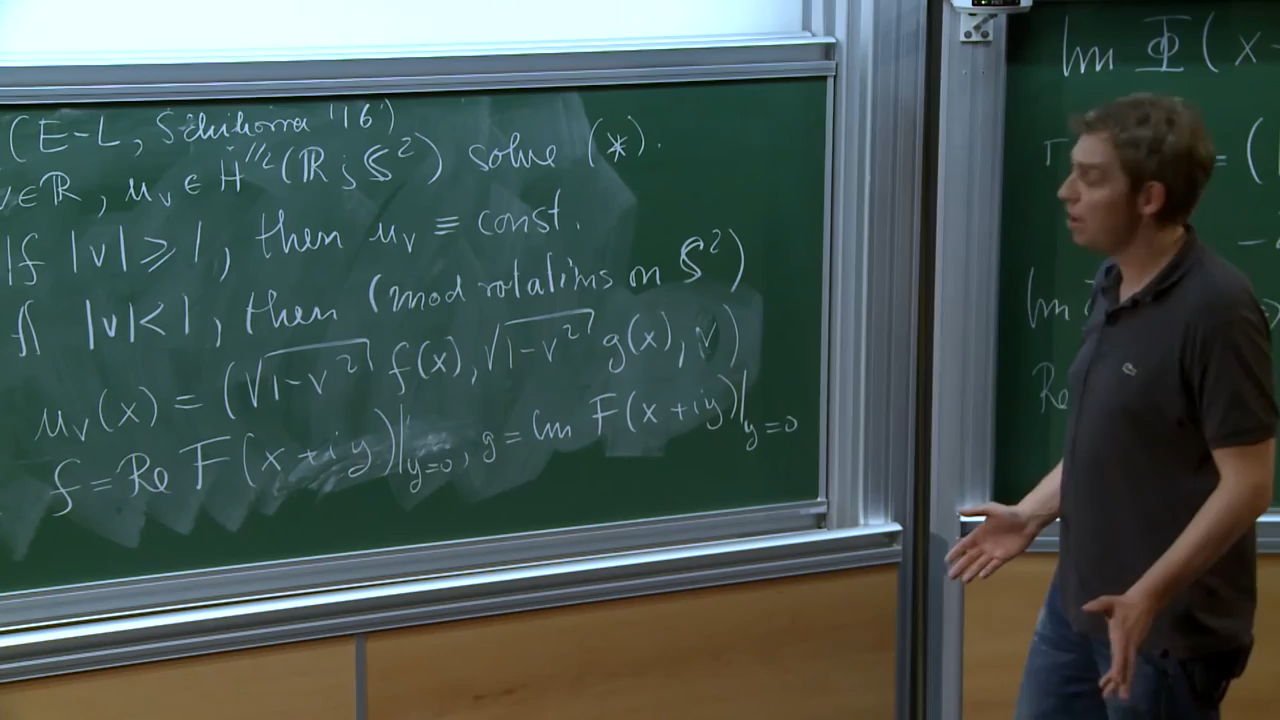 (E-L, Schikorra '16)
v∈ℝ, u_v ∈ Ḣ^{1/2}(ℝ; 𝕊²) solve (*).
If |v| ⩾ 1, then u_v ≡ const.
If |v| < 1, then (mod rotations on 𝕊²)
u_v(x) = (√(1-v²) f(x), √(1-v²) g(x), v)
f = Re F(x+iy)|_{y=0}, g = Im F(x+iy)|_{y=0}
Im Φ(x
= (
Im
Re